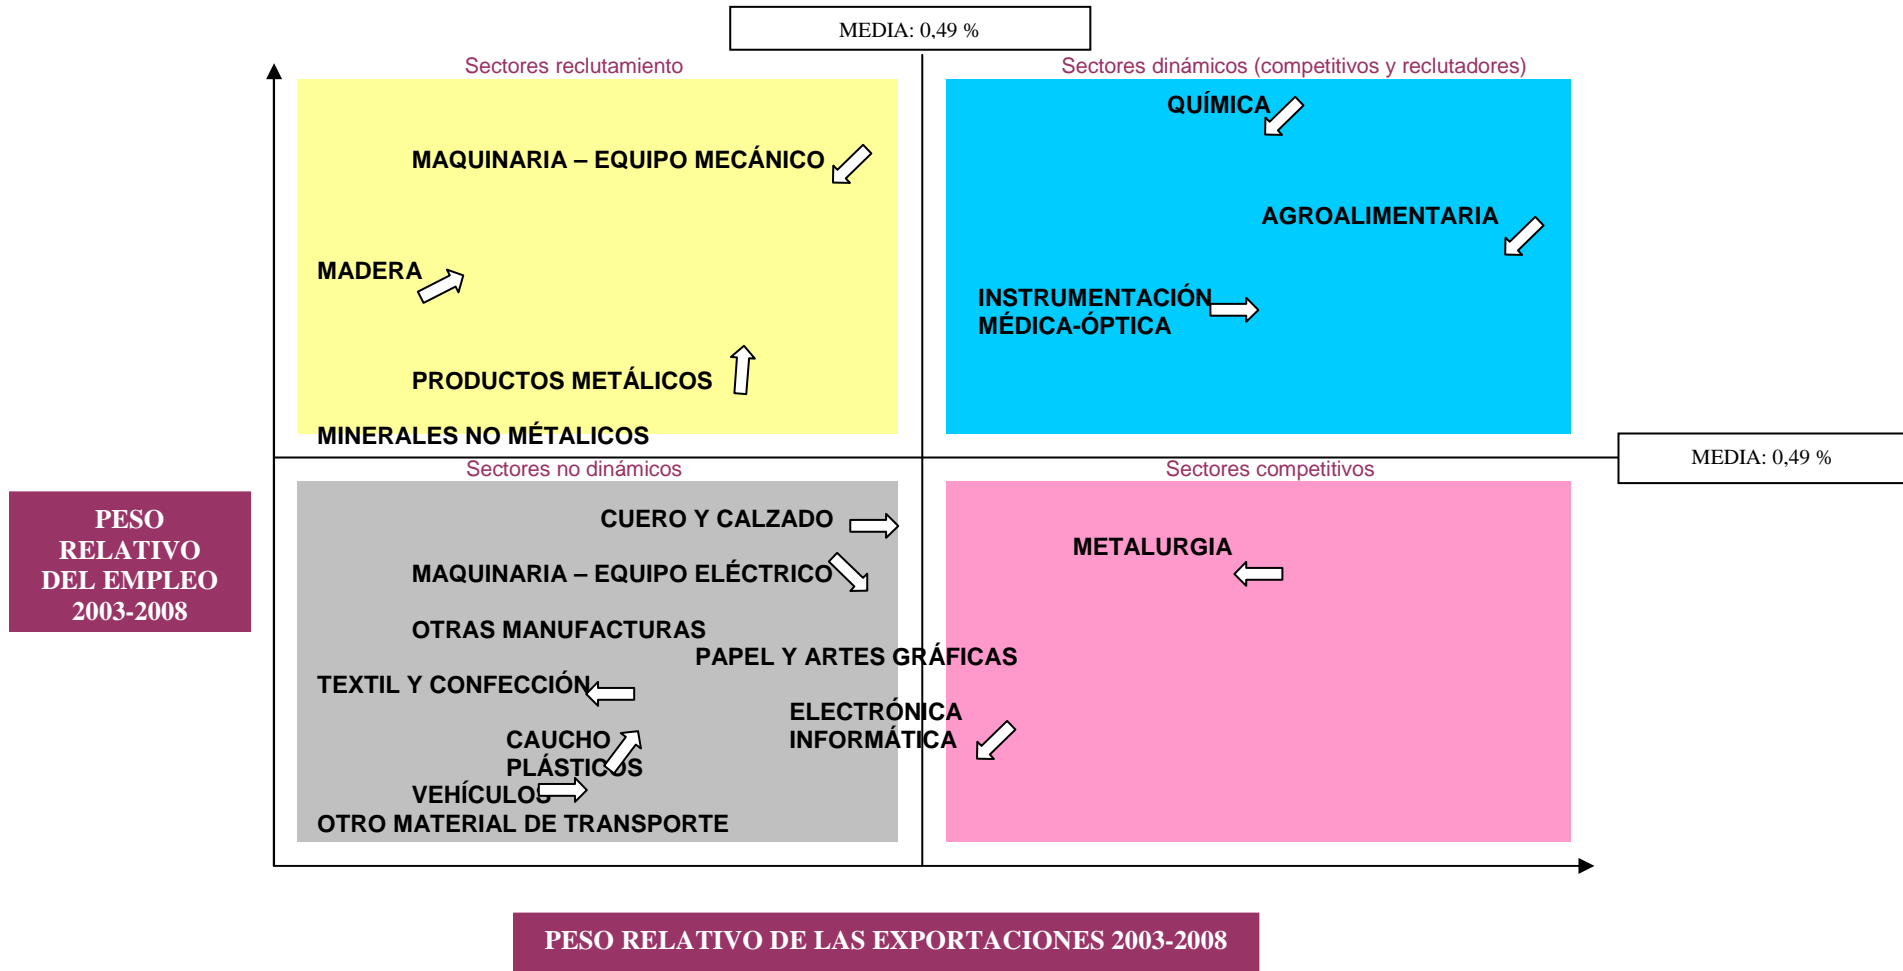 MEDIA: 0,49 %
Sectores reclutamiento
Sectores dinámicos (competitivos y reclutadores)
QUÍMICA
MAQUINARIA – EQUIPO MECÁNICO
AGROALIMENTARIA
MADERA
INSTRUMENTACIÓN
MÉDICA-ÓPTICA
PRODUCTOS METÁLICOS
MINERALES NO MÉTALICOS
MEDIA: 0,49 %
Sectores no dinámicos
Sectores competitivos
PESO
RELATIVO
DEL EMPLEO
2003-2008
CUERO Y CALZADO
METALURGIA
MAQUINARIA – EQUIPO ELÉCTRICO
OTRAS MANUFACTURAS
PAPEL Y ARTES GRÁFICAS
TEXTIL Y CONFECCIÓN
ELECTRÓNICA
INFORMÁTICA
CAUCHO
PLÁSTICOS
VEHÍCULOS
OTRO MATERIAL DE TRANSPORTE
PESO RELATIVO DE LAS EXPORTACIONES 2003-2008